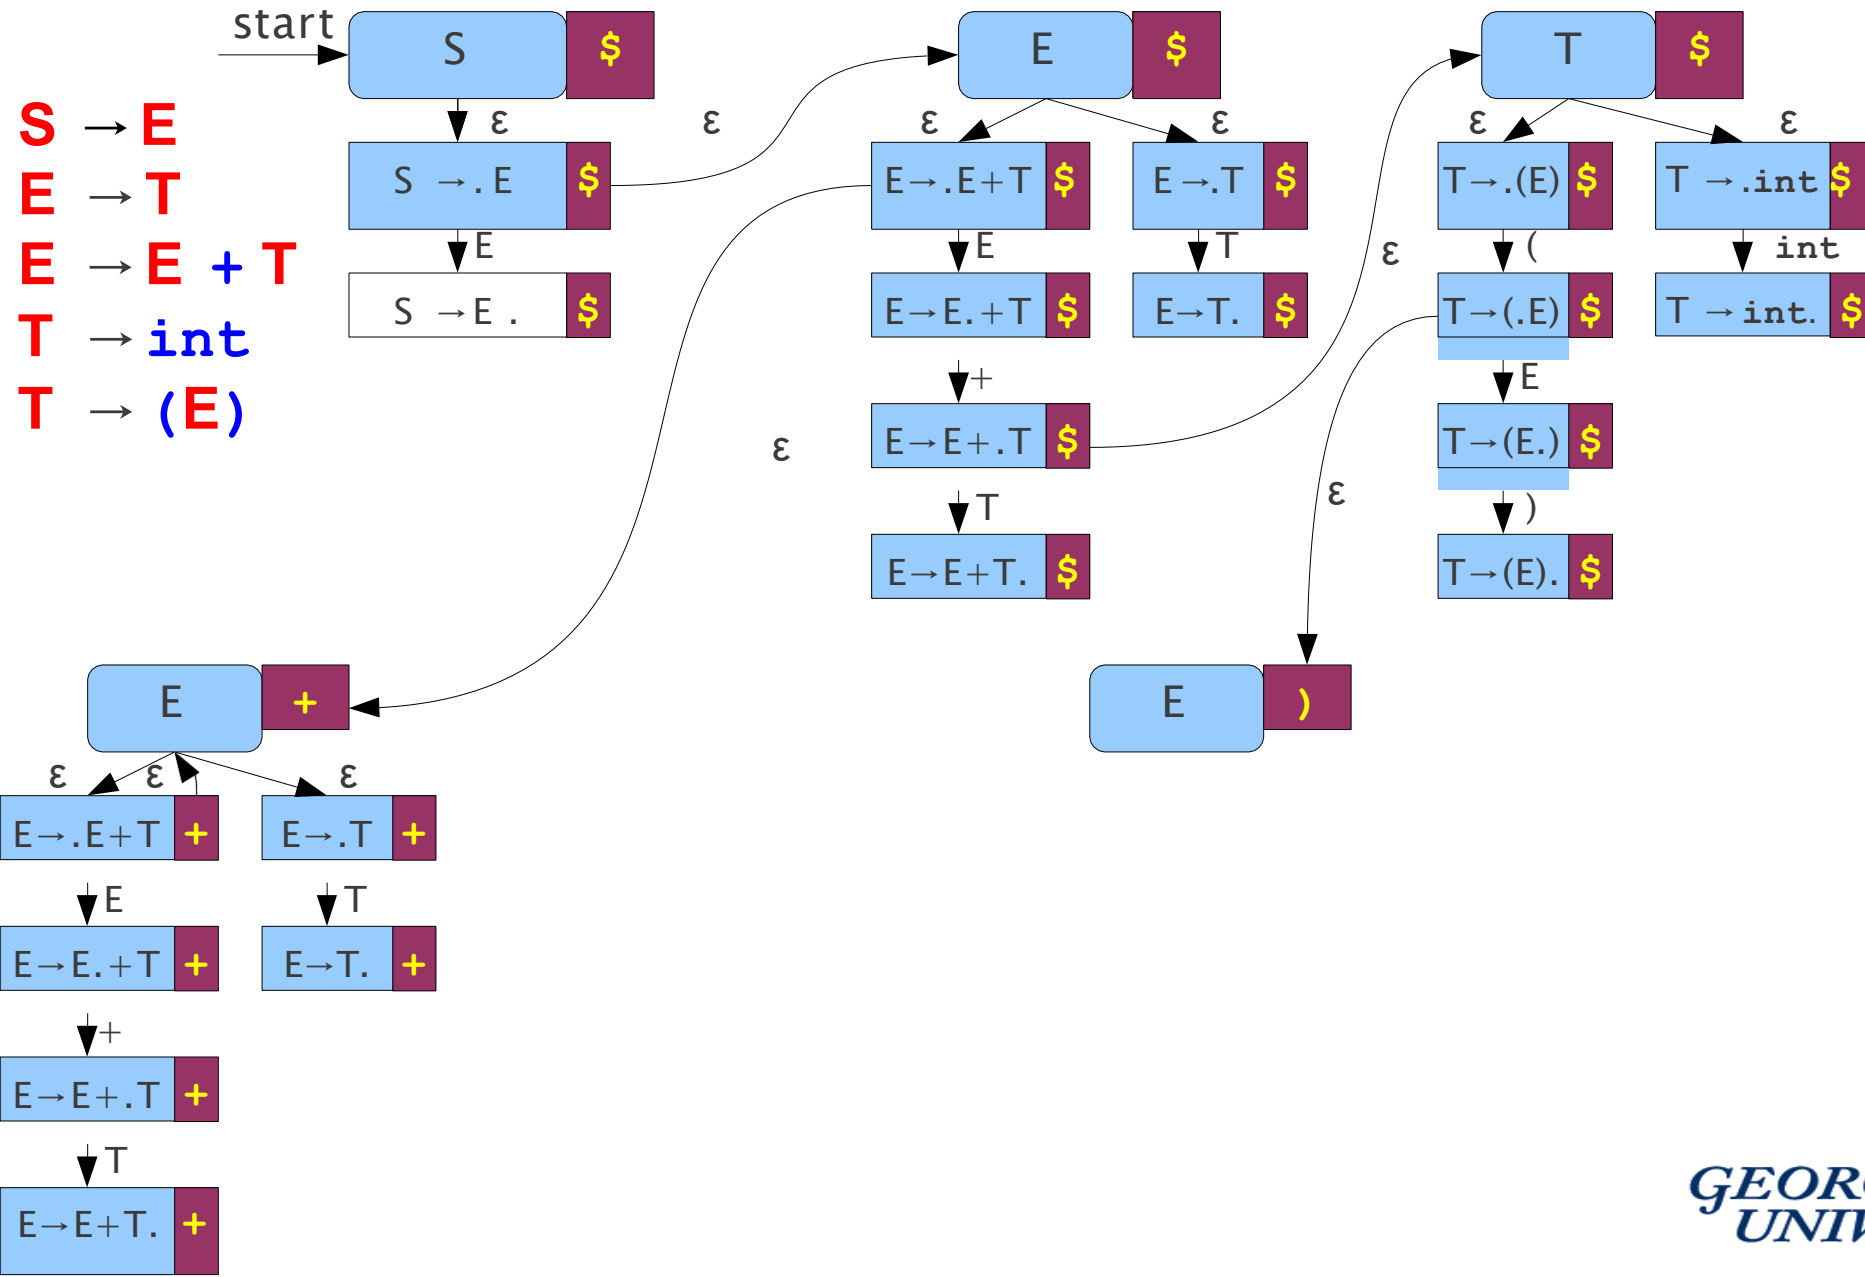 start
S $
E $
T $
S → E
E → T
E → E + T
T → int
T → (E)
ε
ε
ε
ε
ε
ε
S →. E $
E→.E+T $
E→.T $
T→.(E) $
T →.int $
E
E
T
(
int
ε
S →E . $
E→E.+T $
E→T. $
T→(.E) $
T →int. $
+
E
ε
E→E+.T $
T→(E.) $
ε
T
)
E→E+T. $
T→(E). $
E +
E )
ε
ε
ε
E→.E+T +
E→.T +
E
T
E→E.+T +
E→T. +
+
E→E+.T +
T
E→E+T. +